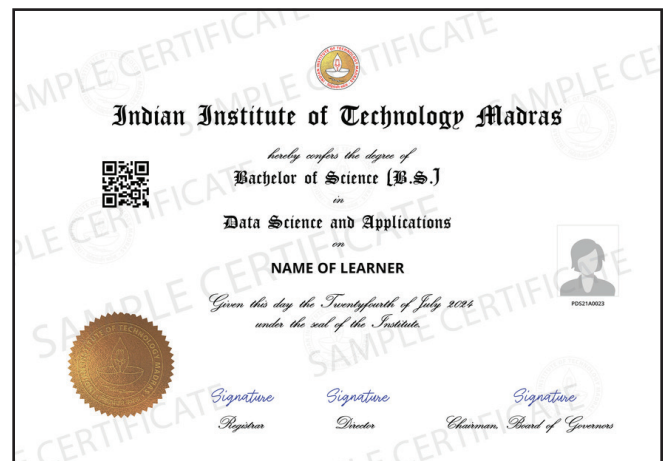 SAMPLE CERTIFICATE
Indian Institute of Technology Madras
hereby confers the degree of
Bachelor of Science (B.S.)
in
Data Science and Applications
on
NAME OF LEARNER
PDS21A0023
Given this day the Twentyfourth of July 2024
under the seal of the Institute.
Signature Signature Signature
Registrar Director Chairman, Board of Governors